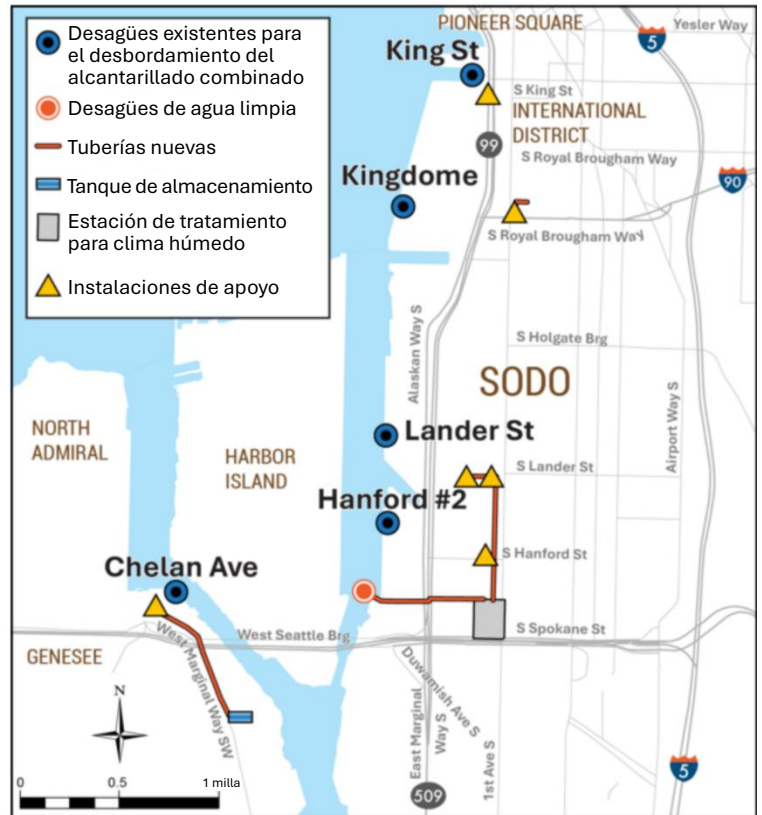 Desagües existentes para
el desbordamiento del
alcantarillado combinado
Desagües de agua limpia
Tuberías nuevas
Tanque de almacenamiento
Estación de tratamiento
para clima húmedo
Instalaciones de apoyo
PIONEER SQUARE
Yesler Way
5
King St
S King St
INTERNATIONAL
DISTRICT
99
S Royal Brougham Way
90
Kingdome
S Royal Brougham Way
Alaskan Way S
S Holgate Brg
SODO
Airport Way S
NORTH
ADMIRAL
HARBOR
ISLAND
Lander St
S Lander St
Hanford #2
S Hanford St
Chelan Ave
West Seattle Brg
S Spokane St
GENESEE
West Marginal Way SW
Duwamish Ave S
East Marginal
Way S
1st Ave S
N
0
0.5
1 milla
509
5